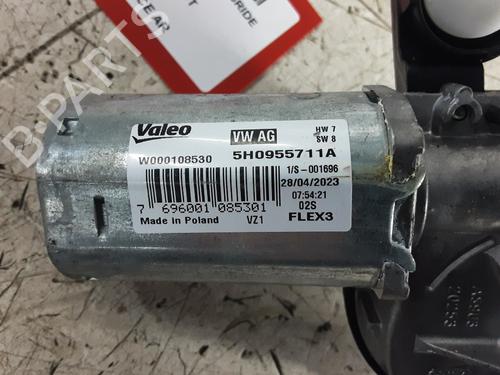 B-PARTS
Valeo
VW AG
HW 7
SW 8
W000108530
5H0955711A
1/S-001696
28/04/2023
07:54:21
7 696001 085301
02S
Made in Poland
VZ1
FLEX3